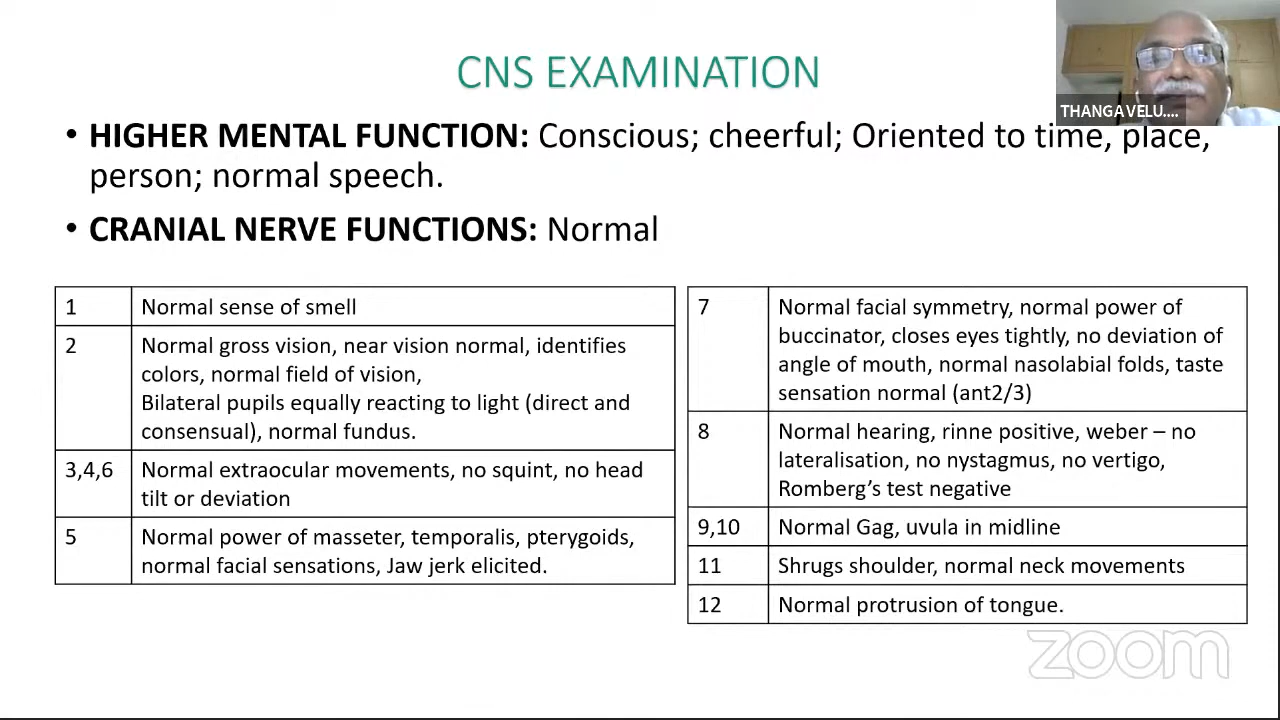 CNS EXAMINATION
THANGAVELU....
• HIGHER MENTAL FUNCTION: Conscious; cheerful; Oriented to time, place,
person; normal speech.
• CRANIAL NERVE FUNCTIONS: Normal
1 Normal sense of smell
2 Normal gross vision, near vision normal, identifies
colors, normal field of vision,
Bilateral pupils equally reacting to light (direct and
consensual), normal fundus.
3,4,6 Normal extraocular movements, no squint, no head
tilt or deviation
5 Normal power of masseter, temporalis, pterygoids,
normal facial sensations, Jaw jerk elicited.
7 Normal facial symmetry, normal power of
buccinator, closes eyes tightly, no deviation of
angle of mouth, normal nasolabial folds, taste
sensation normal (ant2/3)
8 Normal hearing, rinne positive, weber – no
lateralisation, no nystagmus, no vertigo,
Romberg’s test negative
9,10 Normal Gag, uvula in midline
11 Shrugs shoulder, normal neck movements
12 Normal protrusion of tongue.
zoom